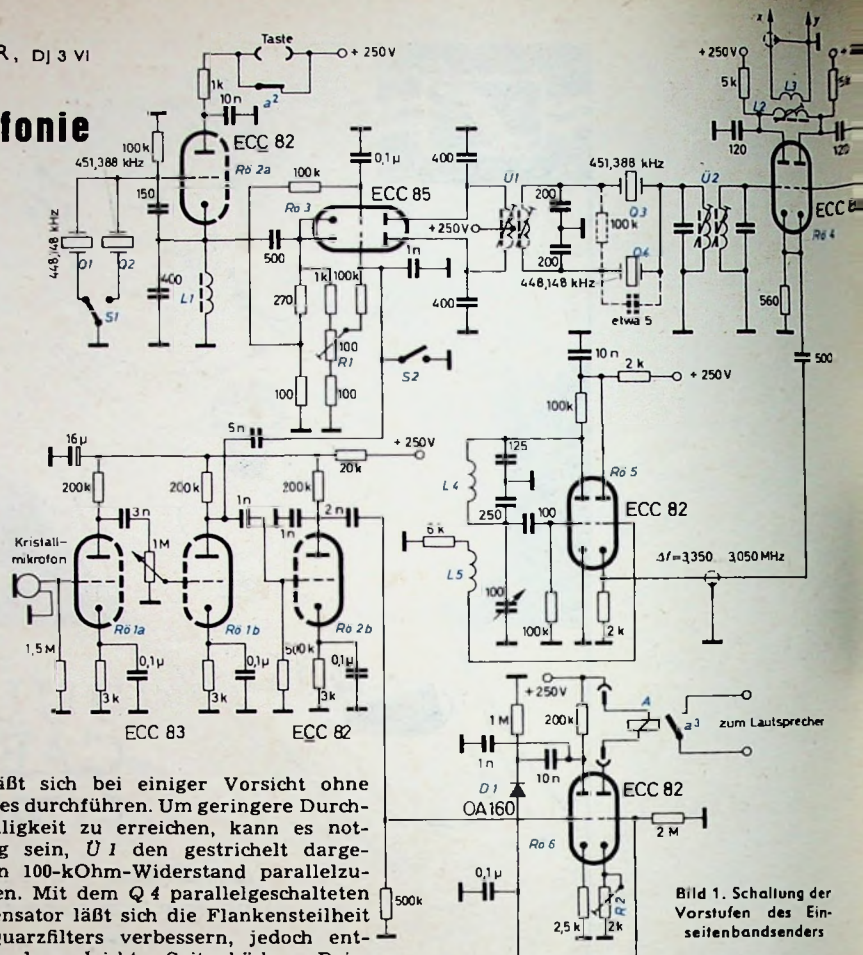 R, DJ 3 VI
fonie
Taste
+ 250 V
1k
10n
a²
ECC 82
Rö 2a
100k
451,388 kHz
150
448,148 kHz
Q1
Q2
400
L1
S1
100k
0,1µ
ECC 85
Rö 3
500
+250V
1n
270
1k
100k
100
R1
100
100
S2
400
400
Ü1
200
200
451,388 kHz
Q3
100k
Q4
448,148 kHz
etwa 5
Ü2
x
y
+250V
5k
L3
L2
5k
120
120
ECC
Rö 4
560
500
16µ
5n
+ 250V
20k
200k
200k
200k
3n
1n
1n
2n
Kristall-
mikrofon
1M
Rö 1a
Rö 1b
Rö 2b
1,5M
0,1µ
0,1µ
500k
0,1µ
3k
3k
3k
ECC 83
ECC 82
10n
2k
+ 250V
100k
125
L4
Rö 5
250
100
ECC 82
L5
100
100k
2k
Δf=3,350 3,050 MHz
+250V
1M
200k
A
a³
zum Lautsprecher
1n
10n
D1
OA160
ECC 82
Rö 6
2 M
0,1µ
500k
2,5k
R2
2k
Bild 1. Schaltung der
Vorstufen des Ein-
seitenbandsenders
äßt sich bei einiger Vorsicht ohne
es durchführen. Um geringere Durch-
lligkeit zu erreichen, kann es not-
g sein, Ü 1 den gestrichelt darge-
n 100-kOhm-Widerstand parallelzu-
en. Mit dem Q 4 parallelgeschalteten
ensator läßt sich die Flankensteilheit
quarzfilters verbessern, jedoch ent-